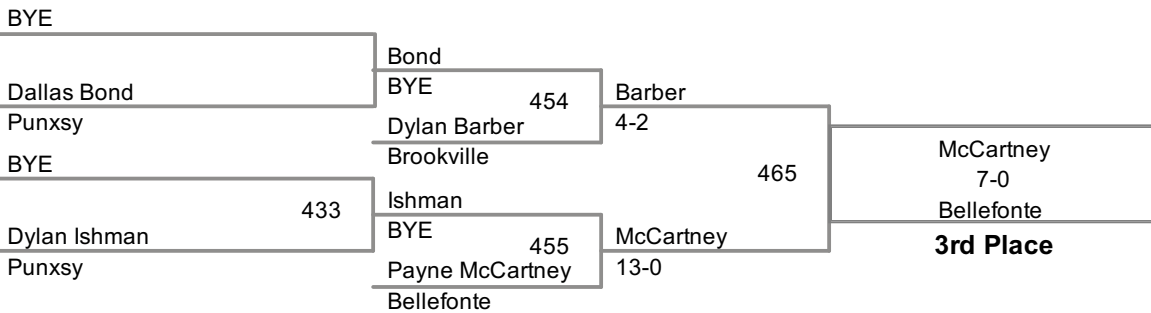 BYE
Dallas Bond
Punxsy
BYE
433
Dylan Ishman
Punxsy
Bond
BYE
454
Dylan Barber
Brookville
Ishman
BYE
455
Payne McCartney
Bellefonte
Barber
4-2
465
McCartney
13-0
McCartney
7-0
Bellefonte
3rd Place